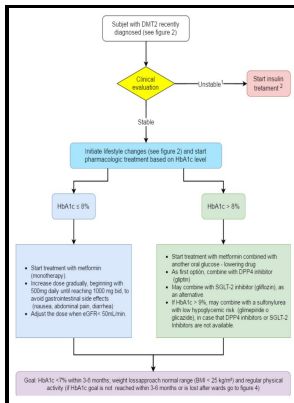 Subjet with DMT2 recently
diagnosed (see figure 2)
Clinical
evaluation
Unstable¹
Start insulin
tretament ²
Stable
Initiate lifestyle changes (see figure 2) and start
pharmacologic treatment based on HbA1c level
HbA1c ≤ 8%
HbA1c > 8%
• Start treatment with metformin
(monotherapy).
• Increase dose gradually, beginning with
500mg daily until reaching 1000 mg bid, to
avoid gastrointestinal side effects
(nausea, abdominal pain, diarrhea).
• Adjust the dose when eGFR< 50mL/min.
• Start treatment with metformin combined with
another oral glucose - lowering drug
• As first option, combine with DPP4 inhibitor
(gliptin)
• May combine with SGLT-2 inhibitor (gliflozin), as
an alternative
• If HbA1c > 9%, may combine with a sulfonylurea
with low hypoglycemic risk (glimepiride o
glicazide), in case that DPP4 inhibitors or SGLT-2
Inhibitors are not available.
Goal: HbA1c <7% within 3-6 months, weight lossapproach normal range (BMI < 25 kg/m²) and regular physical
activity (if HbA1c goal is not reached within 3-6 months or is lost after wards go to figure 4)